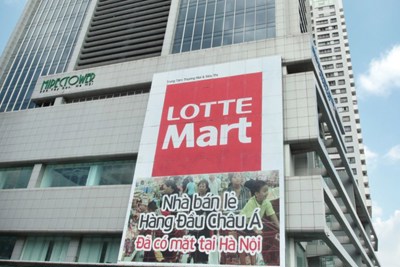 MIPEC TOWER
LOTTE
Mart
Nhà bán lẻ
Hàng Đầu Châu Á
Đã có mặt tại Hà Nội